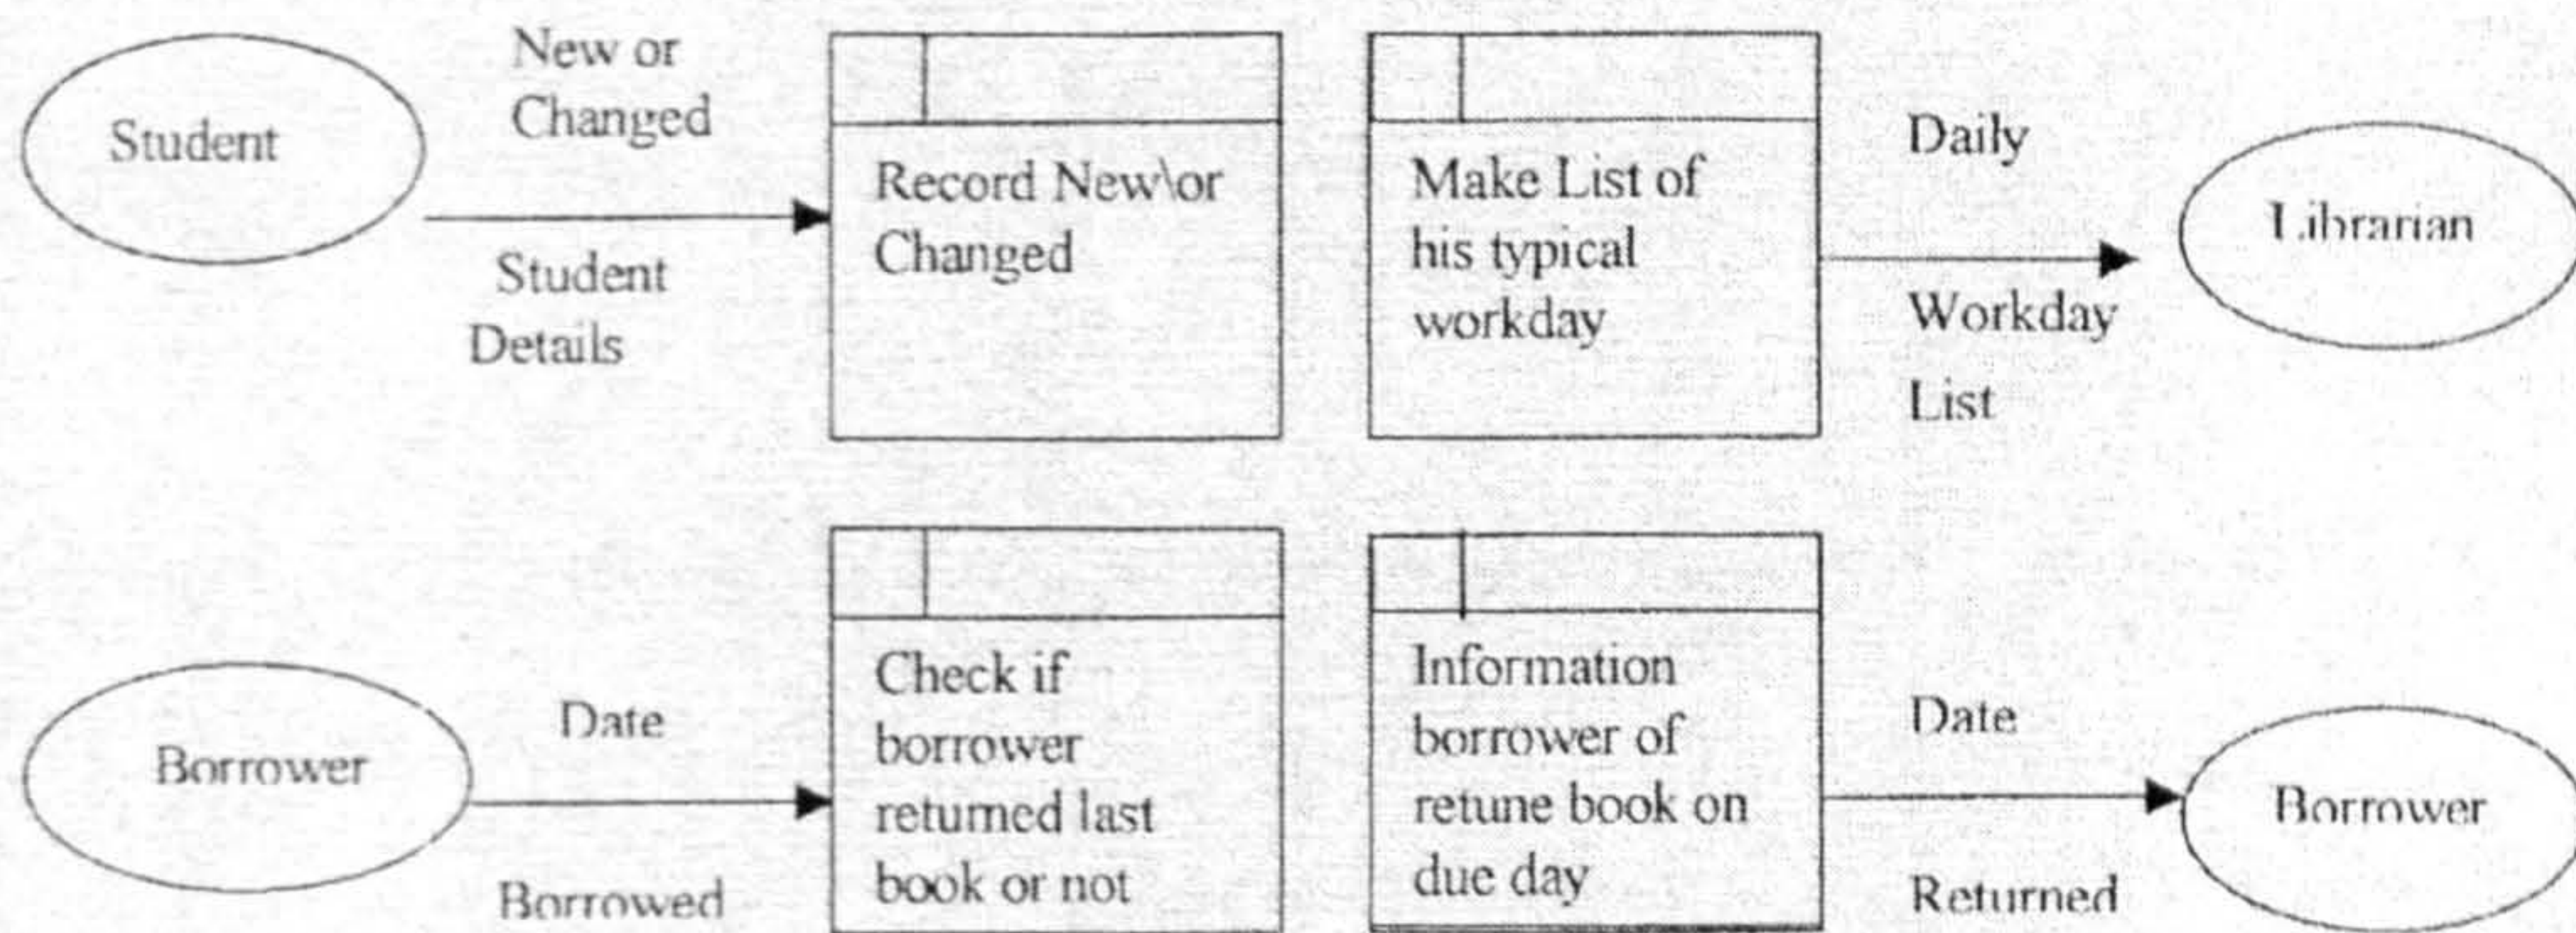 Student
New or
Changed
Student
Details
Record New\or
Changed
Make List of
his typical
workday
Daily
Workday
List
Librarian
Borrower
Date
Borrowed
Check if
borrower
returned last
book or not
Information
borrower of
retune book on
due day
Date
Returned
Borrower